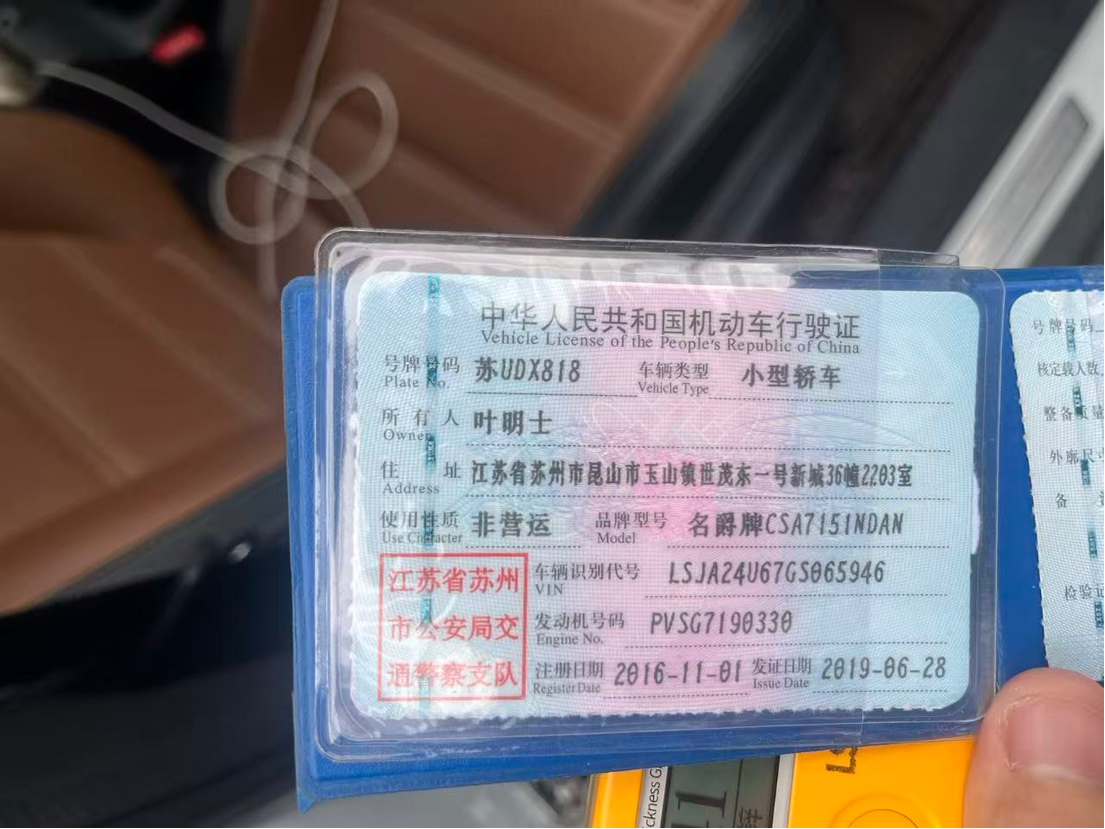 中华人民共和国机动车行驶证
Vehicle License of the People's Republic of China
号牌号码 苏UDX818 车辆类型 小型轿车
Plate No. Vehicle Type
所有人 叶明士
Owner
住址 江苏省苏州市昆山市玉山镇世茂东一号新城36幢2203室
Address
使用性质 非营运 品牌型号 名爵牌CSA7151NDAN
Use Character Model
江苏省苏州
市公安局交
通警察支队
车辆识别代号 LSJA24U67GS065946
VIN
发动机号码 PVSG7190330
Engine No.
注册日期 2016-11-01 发证日期 2019-06-28
Register Date Issue Date
号牌号码
核定载人数
整备质量
外廓尺寸
备
检验记